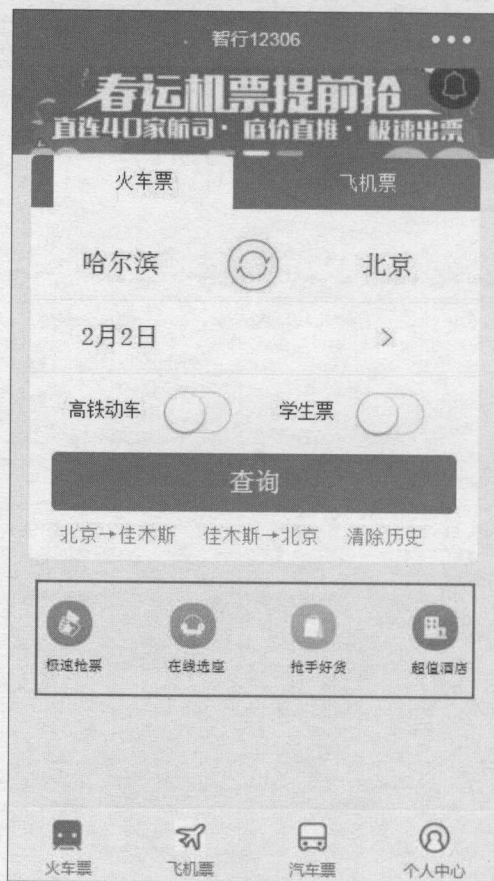 智行12306
春运机票提前抢
直连40家航司· 底价直推· 极速出票
火车票 飞机票
哈尔滨 北京
2月2日 >
高铁动车 学生票
查询
北京→佳木斯 佳木斯→北京 清除历史
极速抢票 在线选座 抢手好货 超值酒店
火车票 飞机票 汽车票 个人中心